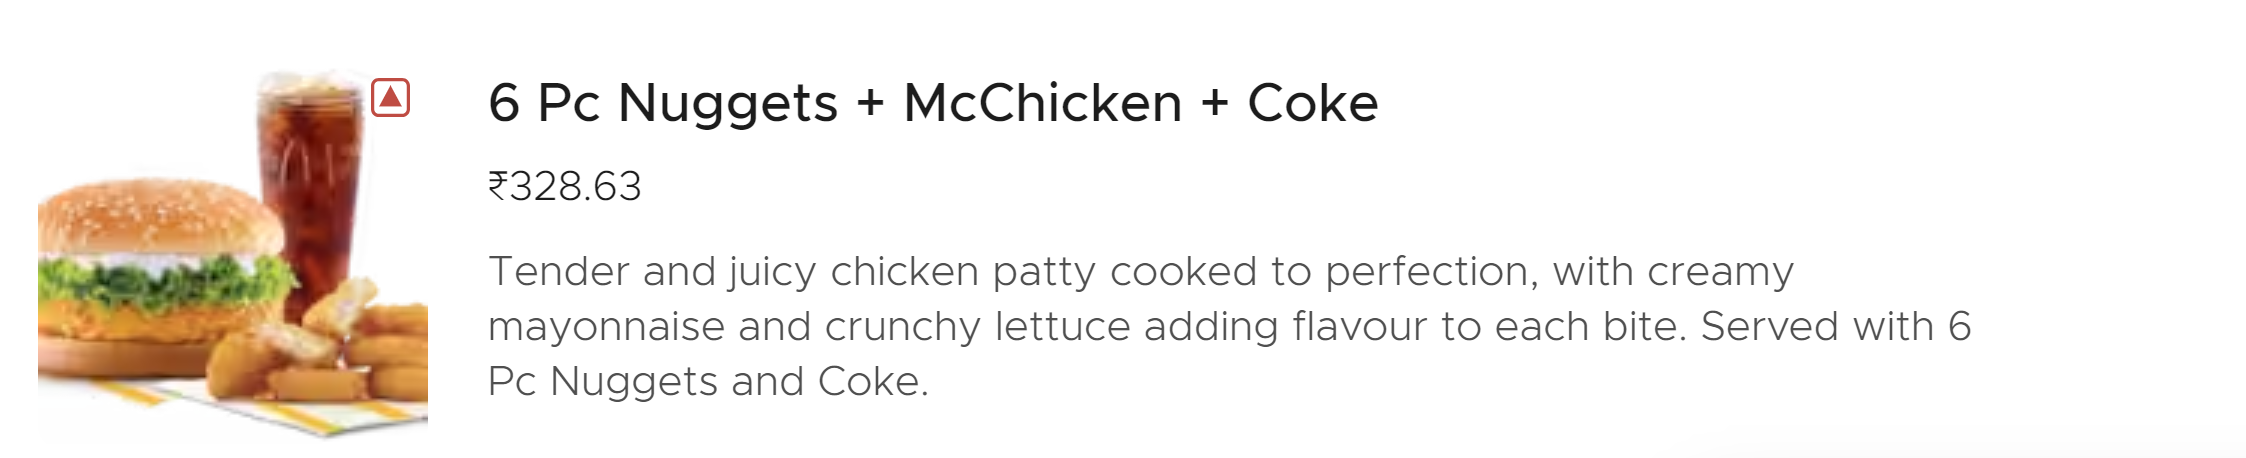 6 Pc Nuggets + McChicken + Coke
₹328.63
Tender and juicy chicken patty cooked to perfection, with creamy
mayonnaise and crunchy lettuce adding flavour to each bite. Served with 6
Pc Nuggets and Coke.